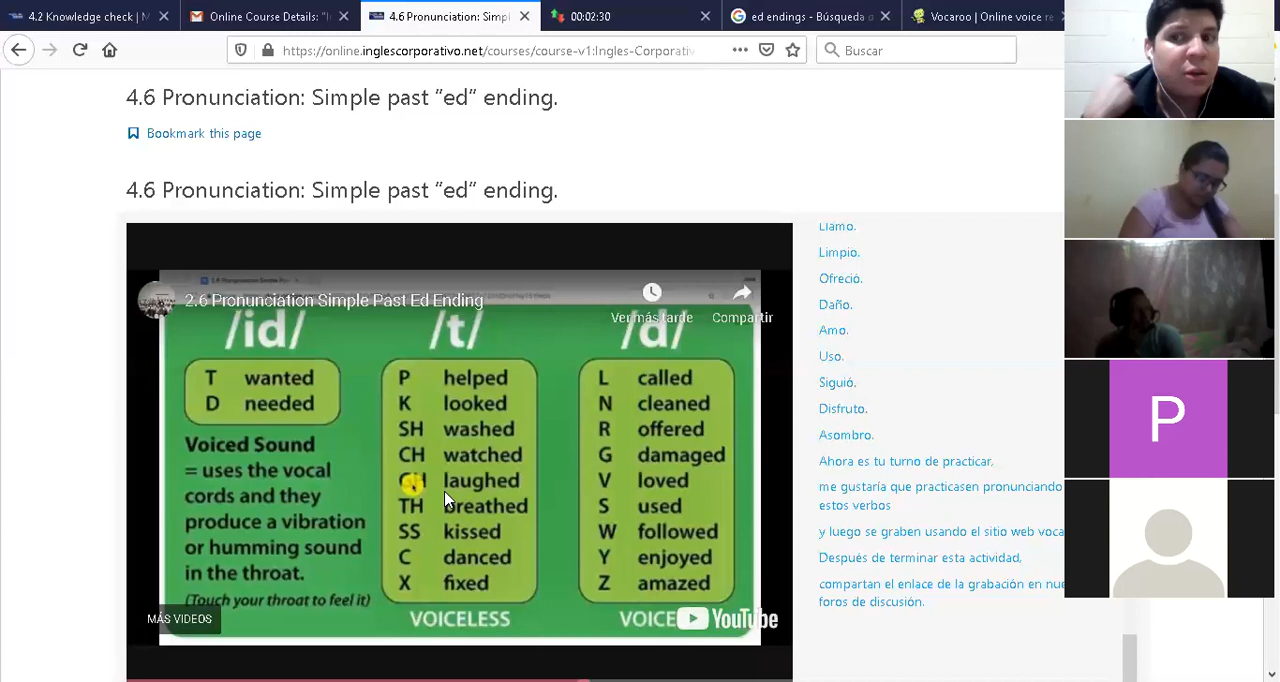 4.2 Knowledge check | M
Online Course Details: "I
4.6 Pronunciation: Simpl
00:02:30
ed endings - Búsqueda
Vocaroo | Online voice re
https://online.inglescorporativo.net/courses/course-v1:Ingles-Corporativ
Buscar
4.6 Pronunciation: Simple past "ed" ending.
Bookmark this page
4.6 Pronunciation: Simple past "ed" ending.
2.6 Pronunciation Simple Past Ed Ending
Ver más tarde
Compartir
/id/
T wanted
D needed
Voiced Sound
= uses the vocal
cords and they
produce a vibration
or humming sound
in the throat.
(Touch your throat to feel it)
MÁS VIDEOS
/t/
P helped
K looked
SH washed
CH watched
laughed
TH breathed
SS kissed
C danced
X fixed
VOICELESS
/d/
L called
N cleaned
R offered
G damaged
V loved
S used
W followed
Y enjoyed
Z amazed
VOICE
YouTube
Llamo.
Limpio.
Ofreció.
Daño.
Amo.
Uso.
Siguió.
Disfruto.
Asombro.
Ahora es tu turno de practicar,
me gustaría que practicasen pronunciando
estos verbos
y luego se graben usando el sitio web voca
Después de terminar esta actividad,
compartan el enlace de la grabación en nue
foros de discusión.
P